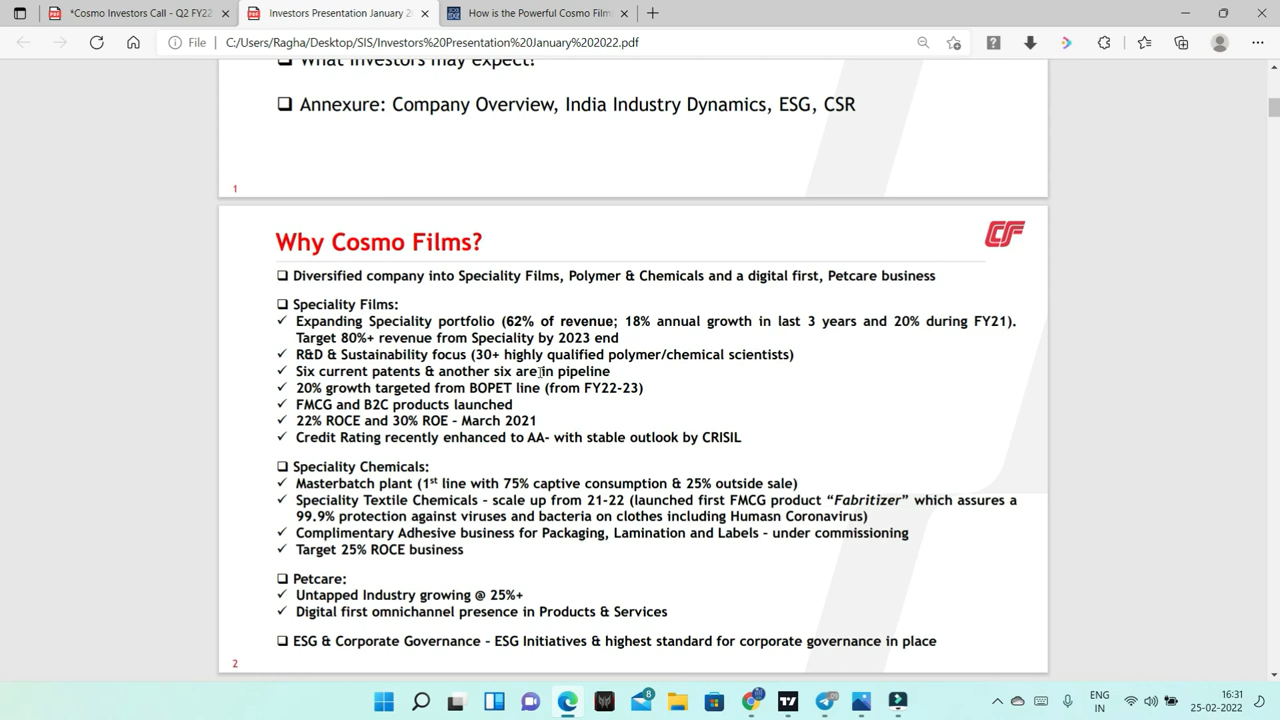 *Cosmo Investors Call - Q2 FY22
Investors Presentation January 2
How is the Powerful Cosmo Film
File
C:/Users/Ragha/Desktop/SIS/Investors%20Presentation%20January%202022.pdf
What investors may expect?
Annexure: Company Overview, India Industry Dynamics, ESG, CSR
1
Why Cosmo Films?
CF
Diversified company into Speciality Films, Polymer & Chemicals and a digital first, Petcare business
Speciality Films:
Expanding Speciality portfolio (62% of revenue; 18% annual growth in last 3 years and 20% during FY21).
Target 80%+ revenue from Speciality by 2023 end
R&D & Sustainability focus (30+ highly qualified polymer/chemical scientists)
Six current patents & another six are in pipeline
20% growth targeted from BOPET line (from FY22-23)
FMCG and B2C products launched
22% ROCE and 30% ROE - March 2021
Credit Rating recently enhanced to AA- with stable outlook by CRISIL
Speciality Chemicals:
Masterbatch plant (1st line with 75% captive consumption & 25% outside sale)
Speciality Textile Chemicals - scale up from 21-22 (launched first FMCG product "Fabritizer" which assures a
99.9% protection against viruses and bacteria on clothes including Humasn Coronavirus)
Complimentary Adhesive business for Packaging, Lamination and Labels - under commissioning
Target 25% ROCE business
Petcare:
Untapped Industry growing @ 25%+
Digital first omnichannel presence in Products & Services
ESG & Corporate Governance - ESG Initiatives & highest standard for corporate governance in place
2
8
ENG
IN
16:31
25-02-2022